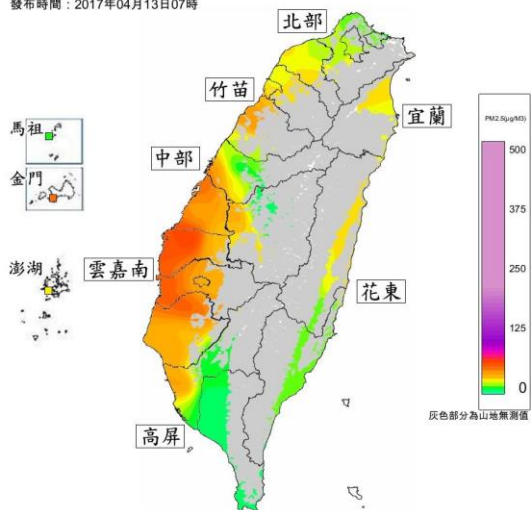 發布時間：2017年04月13日07時
北部
竹苗
宜蘭
馬祖
中部
金門
澎湖
雲嘉南
花東
高屏
PM2.5(μg/M3)
500
375
250
125
0
灰色部分為山地無測值